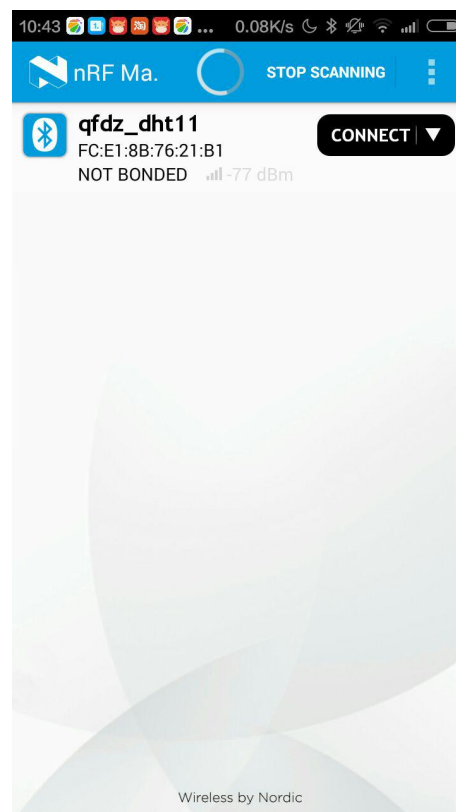 10:43 ... 0.08K/s
nRF Ma. STOP SCANNING
qfdz_dht11
FC:E1:8B:76:21:B1
NOT BONDED -77 dBm
CONNECT
Wireless by Nordic